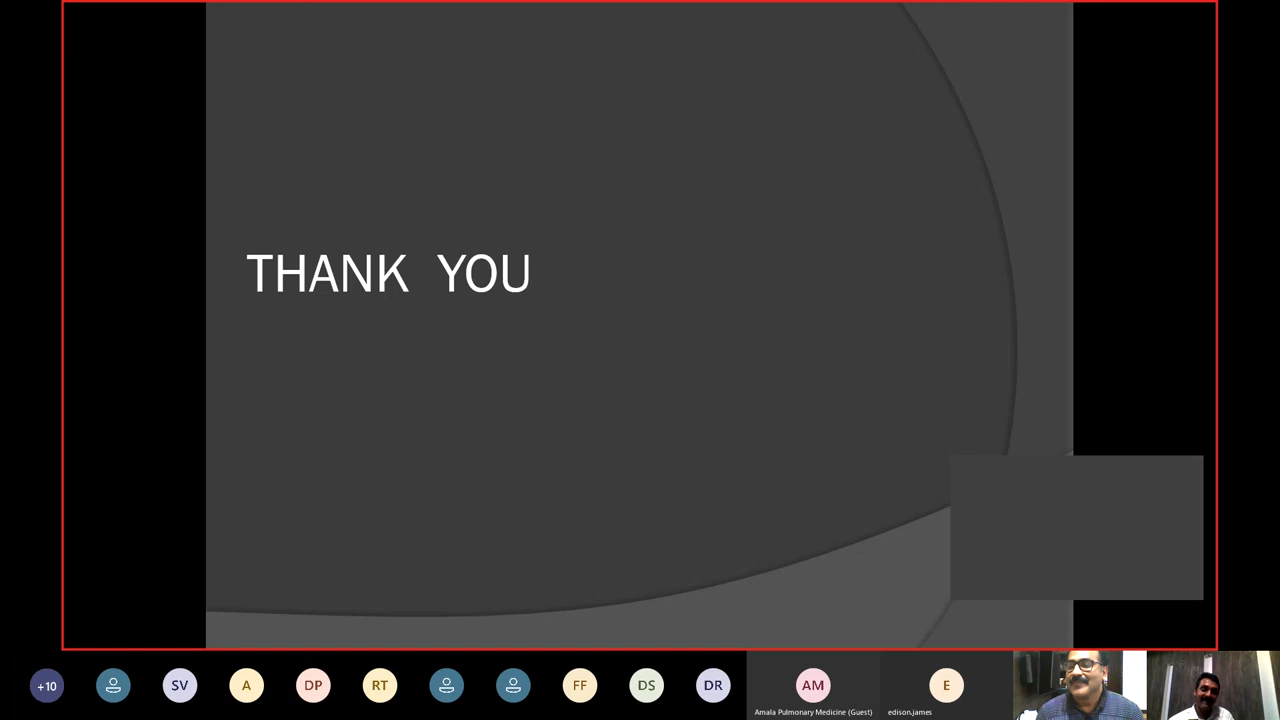 THANK YOU
+10
SV
A
DP
RT
FF
DS
DR
AM
E
Amala Pulmonary Medicine (Guest)
edison.james